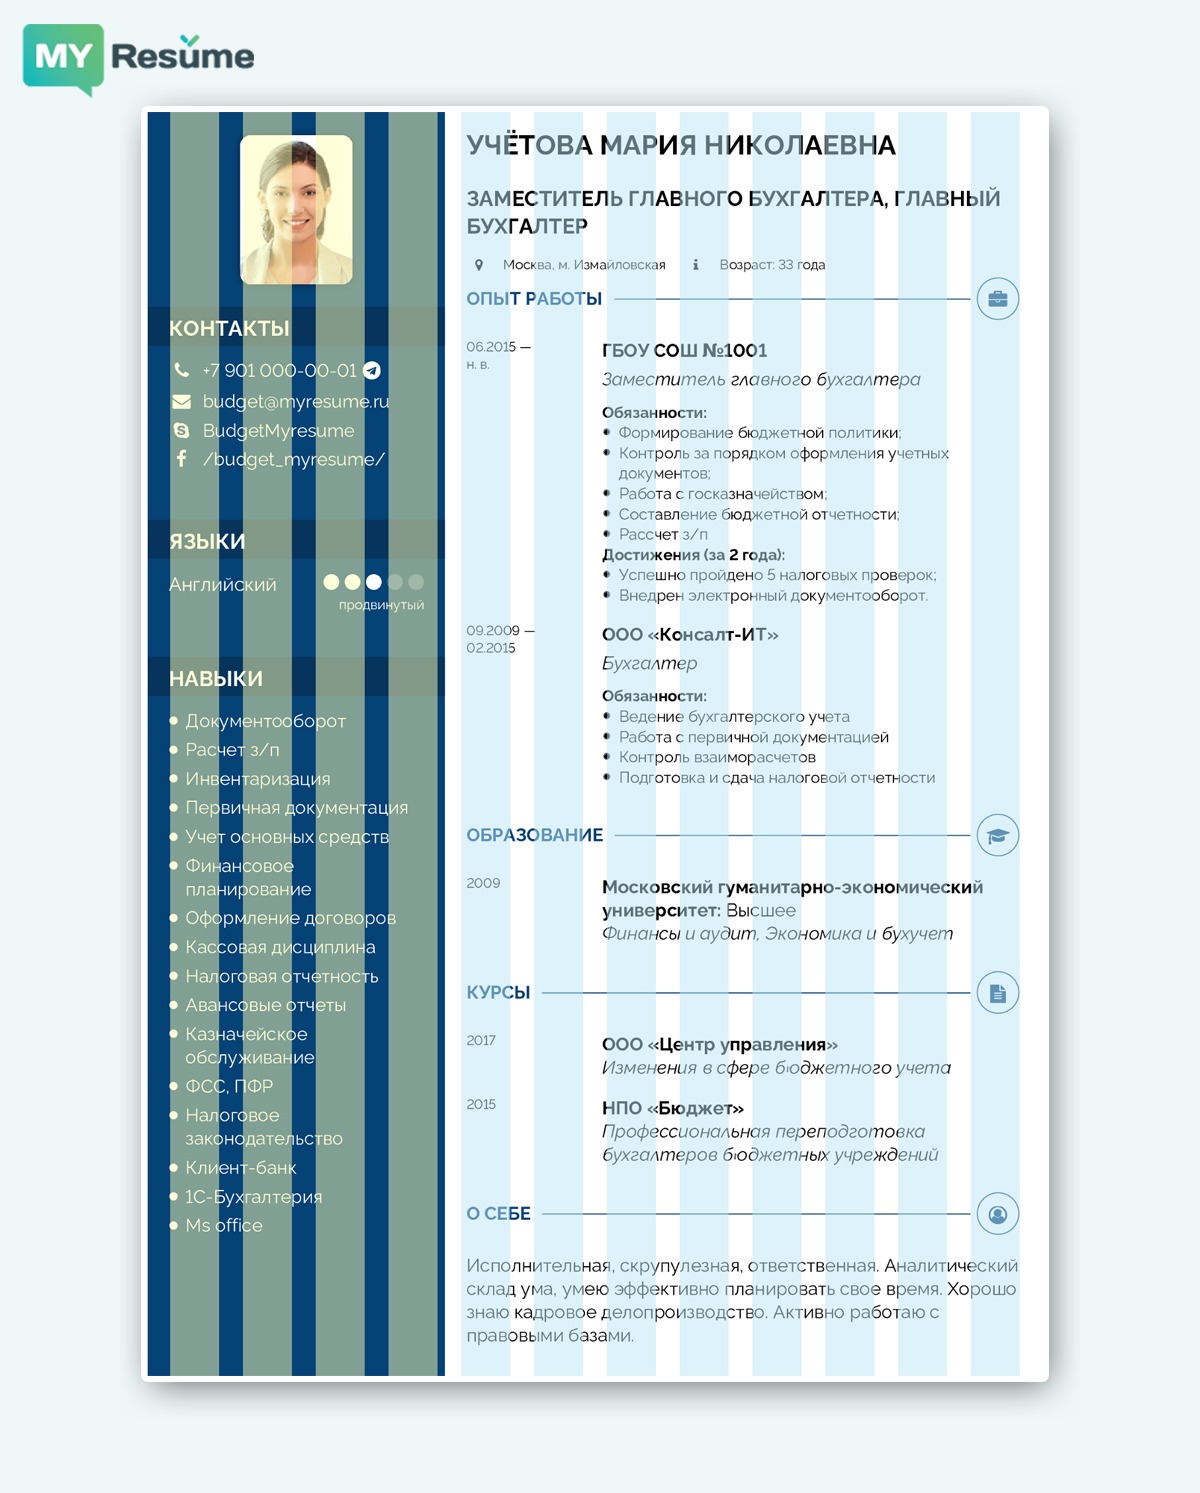 MY Resume
КОНТАКТЫ
+7 901 000-00-01
budget@myresume.ru
BudgetMyresume
/budget_myresume/
ЯЗЫКИ
Английский
продвинутый
НАВЫКИ
Документооборот
Расчет з/п
Инвентаризация
Первичная документация
Учет основных средств
Финансовое
планирование
Оформление договоров
Кассовая дисциплина
Налоговая отчетность
Авансовые отчеты
Казначейское
обслуживание
ФСС, ПФР
Налоговое
законодательство
Клиент-банк
1С-Бухгалтерия
Ms office
УЧЁТОВА МАРИЯ НИКОЛАЕВНА
ЗАМЕСТИТЕЛЬ ГЛАВНОГО БУХГАЛТЕРА, ГЛАВНЫЙ
БУХГАЛТЕР
Москва, м. Измайловская Возраст: 33 года
ОПЫТ РАБОТЫ
06.2015 —
н. в.
ГБОУ СОШ №1001
Заместитель главного бухгалтера
Обязанности:
Формирование бюджетной политики;
Контроль за порядком оформления учетных
документов;
Работа с госказначейством;
Составление бюджетной отчетности;
Рассчет з/п
Достижения (за 2 года):
Успешно пройдено 5 налоговых проверок;
Внедрен электронный документооборот.
09.2009 —
02.2015
ООО «Консалт-ИТ»
Бухгалтер
Обязанности:
Ведение бухгалтерского учета
Работа с первичной документацией
Контроль взаиморасчетов
Подготовка и сдача налоговой отчетности
ОБРАЗОВАНИЕ
2009
Московский гуманитарно-экономический
университет: Высшее
Финансы и аудит, Экономика и бухучет
КУРСЫ
2017
ООО «Центр управления»
Изменения в сфере бюджетного учета
2015
НПО «Бюджет»
Профессиональная переподготовка
бухгалтеров бюджетных учреждений
О СЕБЕ
Исполнительная, скрупулезная, ответственная. Аналитический
склад ума, умею эффективно планировать свое время. Хорошо
знаю кадровое делопроизводство. Активно работаю с
правовыми базами.